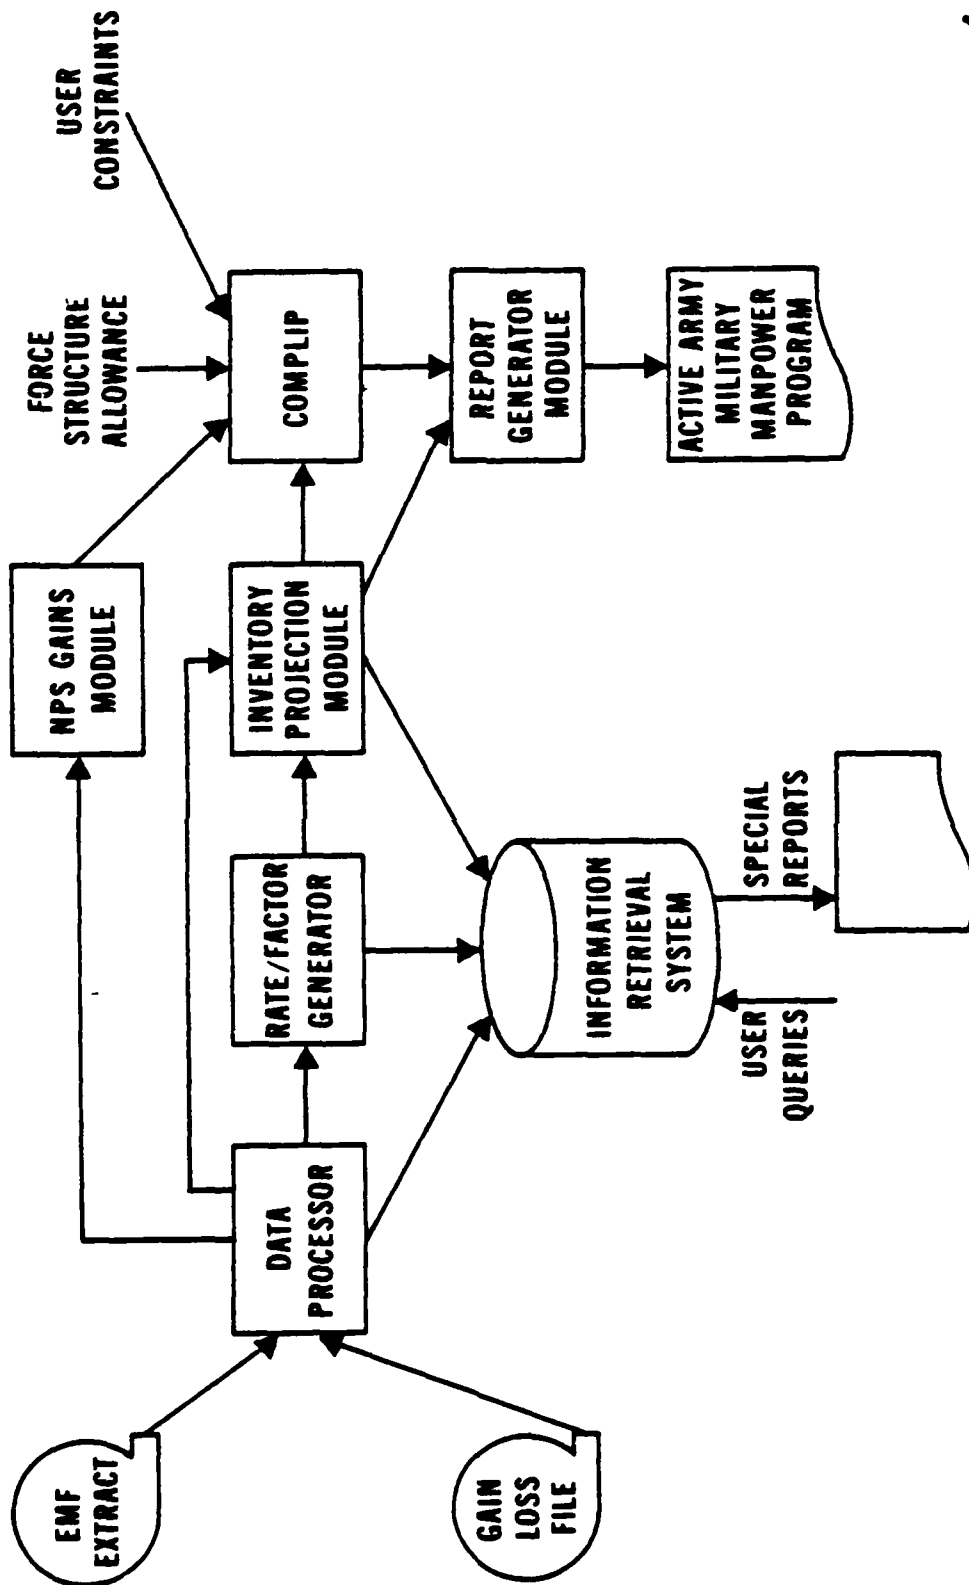 EMF
EXTRACT
GAIN
LOSS
FILE
DATA
PROCESSOR
RATE/FACTOR
GENERATOR
INVENTORY
PROJECTION
MODULE
NPS GAINS
MODULE
FORCE
STRUCTURE
ALLOWANCE
USER
CONSTRAINTS
COMPLIP
REPORT
GENERATOR
MODULE
ACTIVE ARMY
MILITARY
MANPOWER
PROGRAM
INFORMATION
RETRIEVAL
SYSTEM
USER
QUERIES
SPECIAL
REPORTS